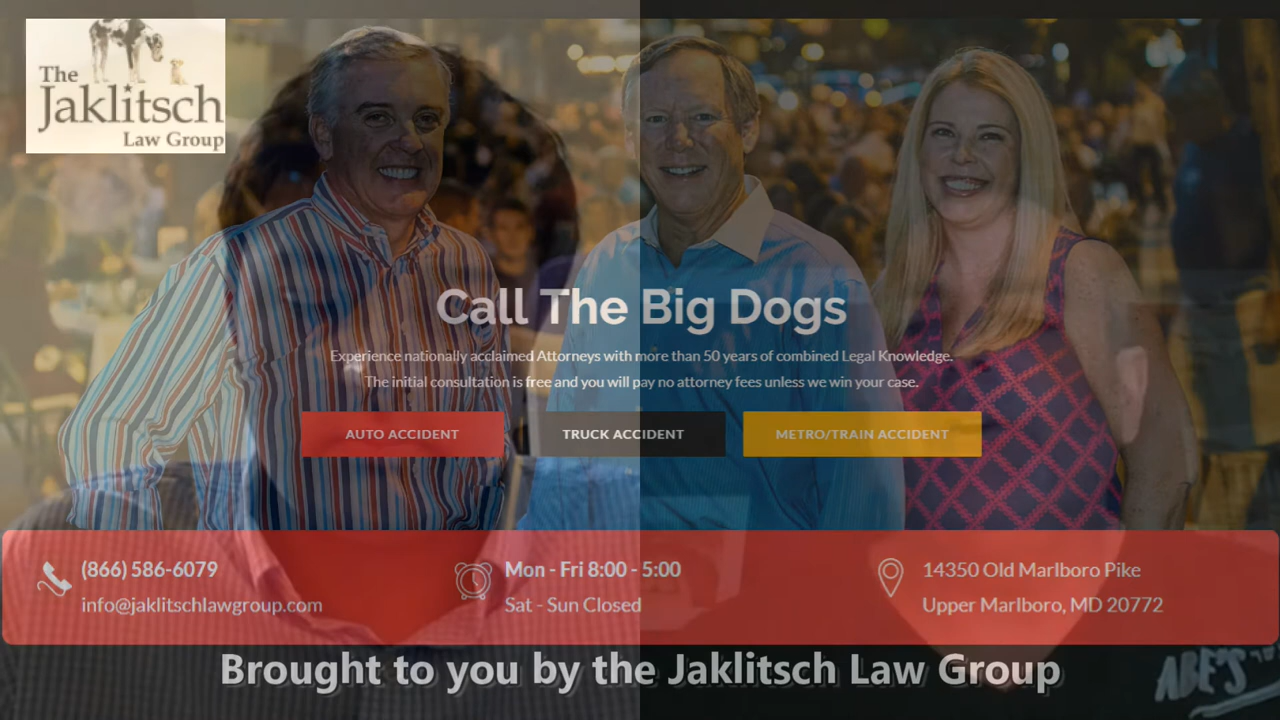 The
Jaklitsch
Law Group
Call The Big Dogs
Experience nationally acclaimed Attorneys with more than 50 years of combined Legal Knowledge.
The initial consultation is free and you will pay no attorney fees unless we win your case.
AUTO ACCIDENT
TRUCK ACCIDENT
METRO/TRAIN ACCIDENT
(866) 586-6079
info@jaklitschlawgroup.com
Mon - Fri 8:00 - 5:00
Sat - Sun Closed
14350 Old Marlboro Pike
Upper Marlboro, MD 20772
Brought to you by the Jaklitsch Law Group
ABE'S